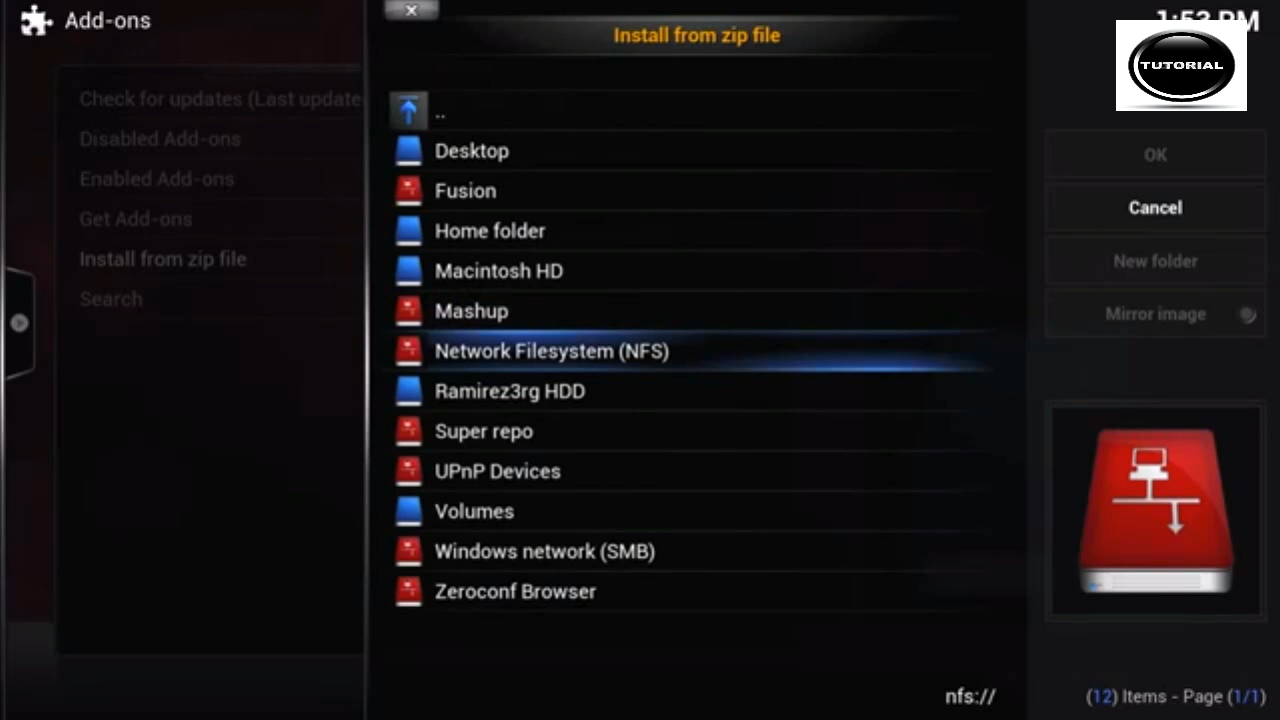 Add-ons
×
Install from zip file
1:53 PM
TUTORIAL
Check for updates (Last update
Disabled Add-ons
Enabled Add-ons
Get Add-ons
Install from zip file
Search
..
Desktop
Fusion
Home folder
Macintosh HD
Mashup
Network Filesystem (NFS)
Ramirez3rg HDD
Super repo
UPnP Devices
Volumes
Windows network (SMB)
Zeroconf Browser
OK
Cancel
New folder
Mirror image
nfs://
(12) Items - Page (1/1)